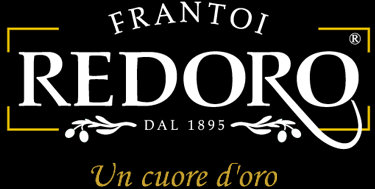 FRANTOI
REDORO®
DAL 1895
Un cuore d'oro